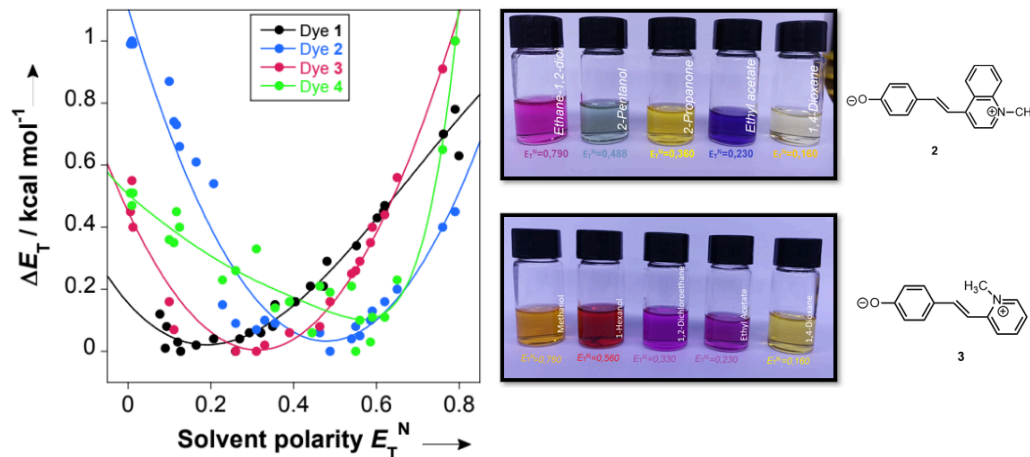 ΔE_T / kcal mol⁻¹
1
0.8
0.6
0.4
0.2
0
Dye 1
Dye 2
Dye 3
Dye 4
0
0.2
0.4
0.6
0.8
Solvent polarity E_T^N
Ethane-1,2-diol
2-Pentanol
2-Propanone
Ethyl acetate
1,4-Dioxane
E_T^N=0,790
E_T^N=0,488
E_T^N=0,360
E_T^N=0,230
⊖O
N-CH
⊕
2
Methanol
1-Hexanol
1,2-Dichloroethane
Ethyl Acetate
1,4-Dioxane
E_T^N=0,760
E_T^N=0,560
E_T^N=0,330
E_T^N=0,230
E_T^N=0,160
⊖O
H₃C
N
⊕
3